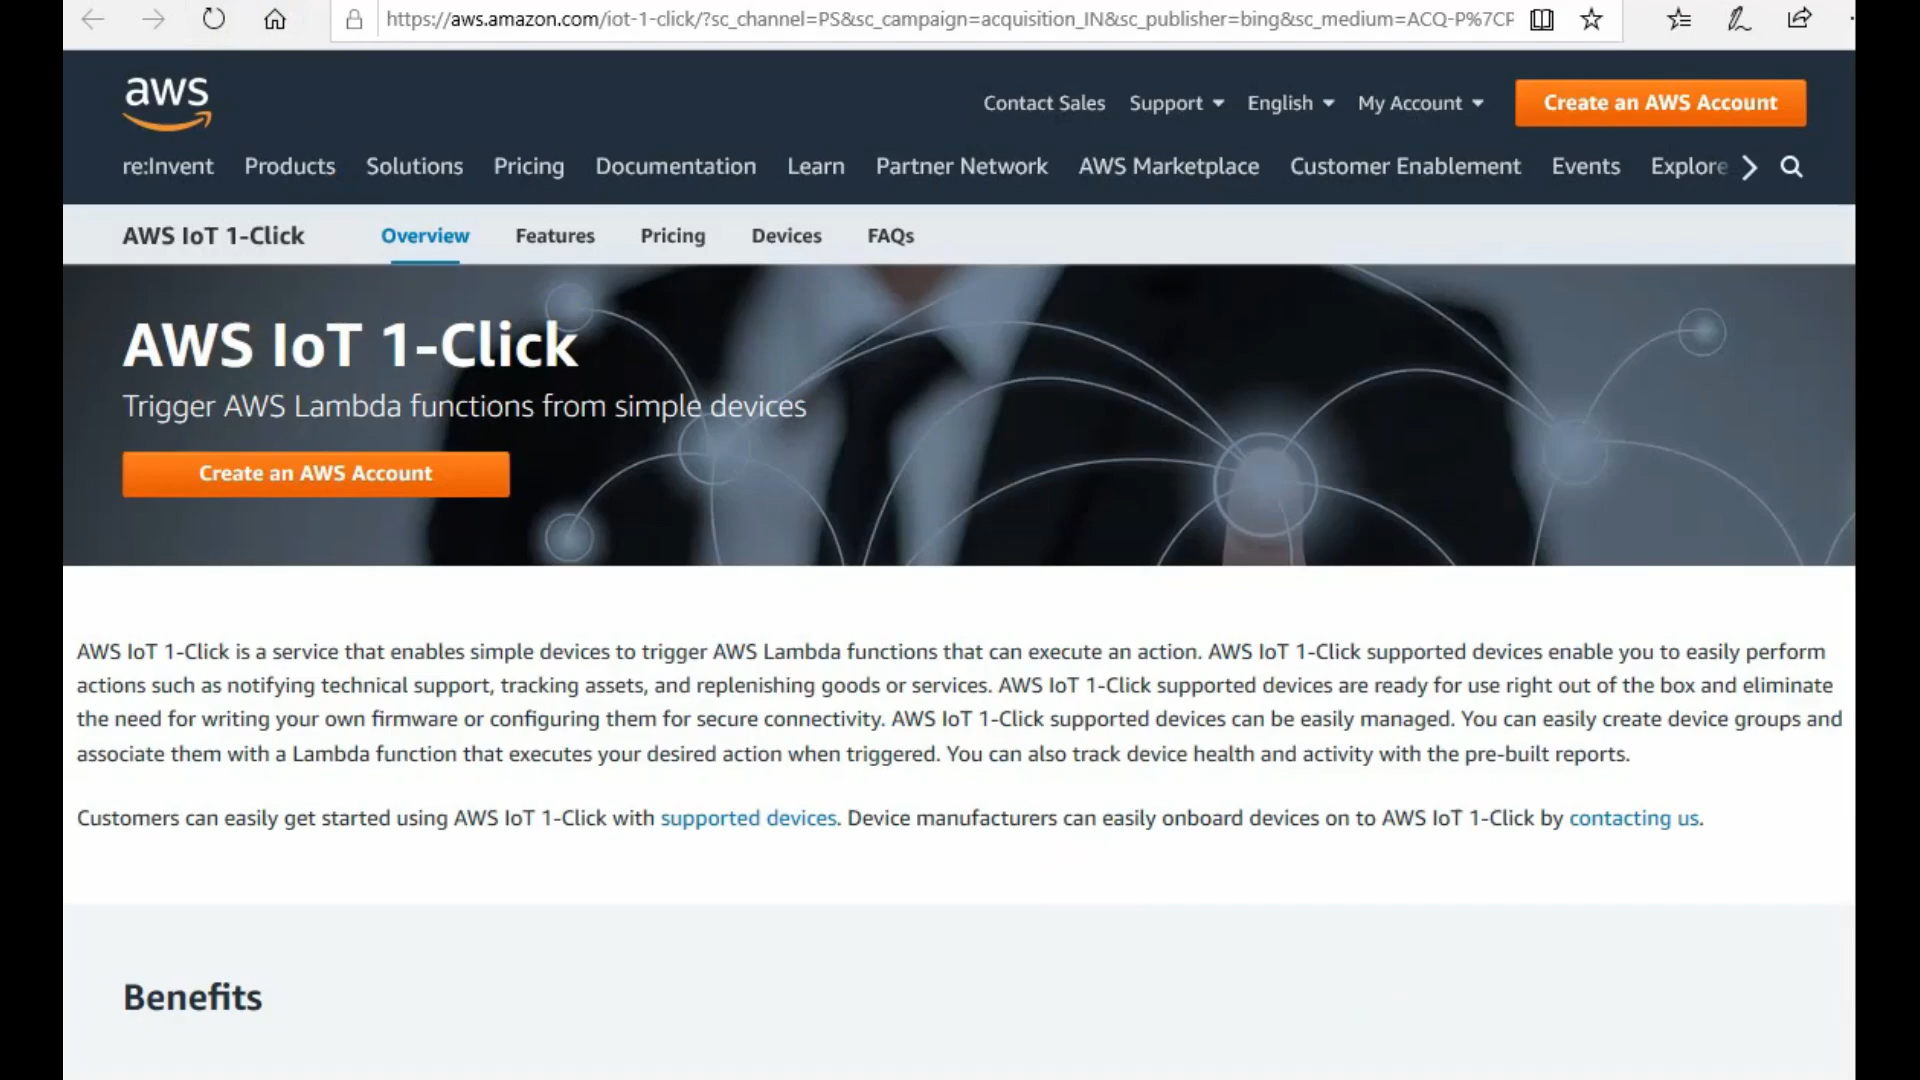 https://aws.amazon.com/iot-1-click/?sc_channel=PS&sc_campaign=acquisition_IN&sc_publisher=bing&sc_medium=ACQ-P%7CF
aws
Contact Sales Support English My Account Create an AWS Account
re:Invent Products Solutions Pricing Documentation Learn Partner Network AWS Marketplace Customer Enablement Events Explore
AWS IoT 1-Click Overview Features Pricing Devices FAQs
AWS IoT 1-Click
Trigger AWS Lambda functions from simple devices
Create an AWS Account
AWS IoT 1-Click is a service that enables simple devices to trigger AWS Lambda functions that can execute an action. AWS IoT 1-Click supported devices enable you to easily perform
actions such as notifying technical support, tracking assets, and replenishing goods or services. AWS IoT 1-Click supported devices are ready for use right out of the box and eliminate
the need for writing your own firmware or configuring them for secure connectivity. AWS IoT 1-Click supported devices can be easily managed. You can easily create device groups and
associate them with a Lambda function that executes your desired action when triggered. You can also track device health and activity with the pre-built reports.
Customers can easily get started using AWS IoT 1-Click with supported devices. Device manufacturers can easily onboard devices on to AWS IoT 1-Click by contacting us.
Benefits